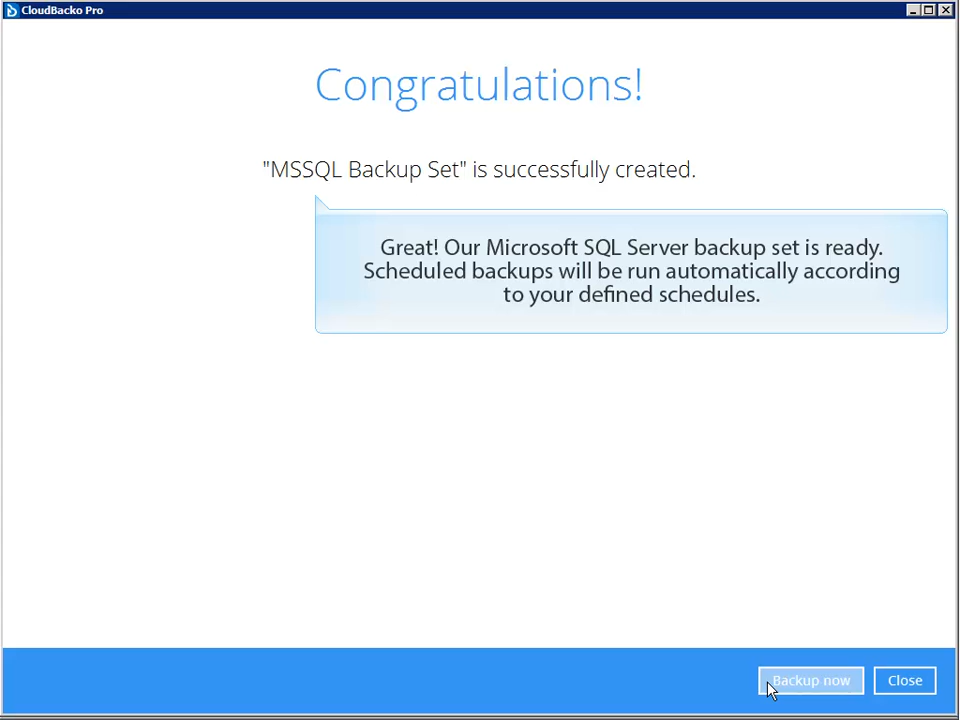 CloudBacko Pro
Congratulations!
"MSSQL Backup Set" is successfully created.
Great! Our Microsoft SQL Server backup set is ready.
Scheduled backups will be run automatically according
to your defined schedules.
Backup now
Close